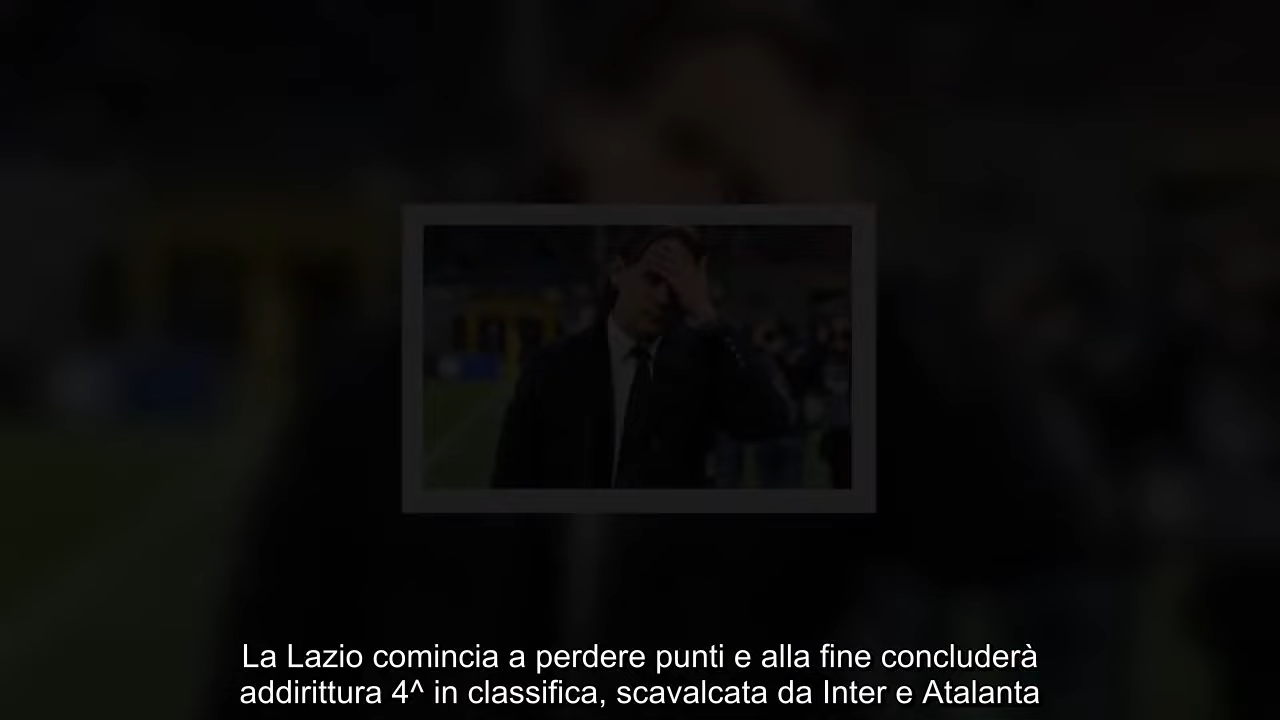 La Lazio comincia a perdere punti e alla fine concluderà
addirittura 4^ in classifica, scavalcata da Inter e Atalanta